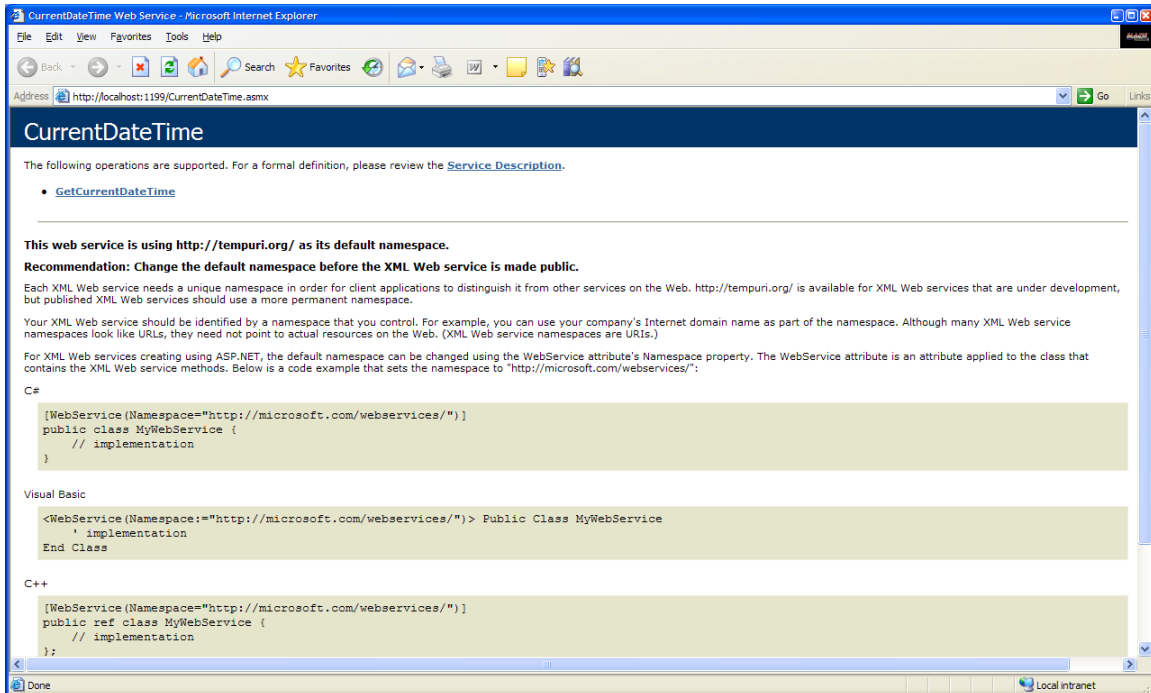 CurrentDateTime Web Service - Microsoft Internet Explorer
File Edit View Favorites Tools Help
Back Search Favorites
Address http://localhost:1199/CurrentDateTime.asmx Go Links
CurrentDateTime
The following operations are supported. For a formal definition, please review the Service Description.
• GetCurrentDateTime
This web service is using http://tempuri.org/ as its default namespace.
Recommendation: Change the default namespace before the XML Web service is made public.
Each XML Web service needs a unique namespace in order for client applications to distinguish it from other services on the Web. http://tempuri.org/ is available for XML Web services that are under development,
but published XML Web services should use a more permanent namespace.
Your XML Web service should be identified by a namespace that you control. For example, you can use your company's Internet domain name as part of the namespace. Although many XML Web service
namespaces look like URLs, they need not point to actual resources on the Web. (XML Web service namespaces are URIs.)
For XML Web services creating using ASP.NET, the default namespace can be changed using the WebService attribute's Namespace property. The WebService attribute is an attribute applied to the class that
contains the XML Web service methods. Below is a code example that sets the namespace to "http://microsoft.com/webservices/":
C#
[WebService(Namespace="http://microsoft.com/webservices/")]
public class MyWebService {
// implementation
}
Visual Basic
<WebService(Namespace:="http://microsoft.com/webservices/")> Public Class MyWebService
' implementation
End Class
C++
[WebService(Namespace="http://microsoft.com/webservices/")]
public ref class MyWebService {
// implementation
};
Done Local intranet